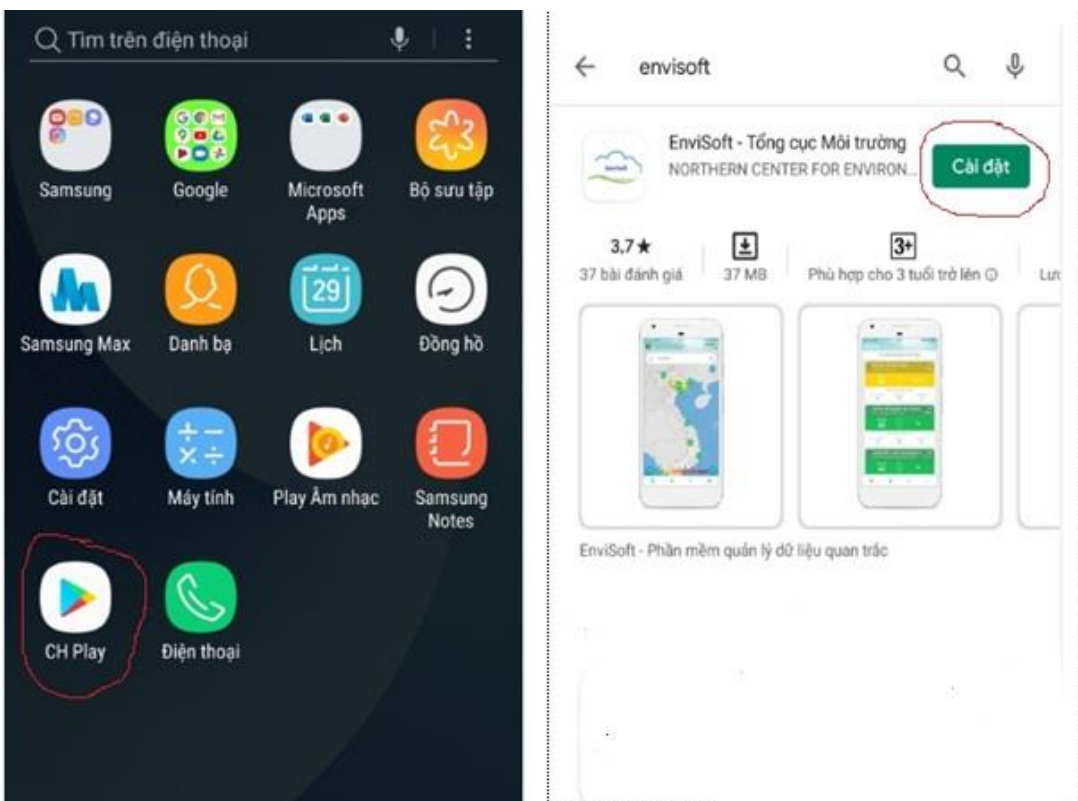 Tìm trên điện thoại
Samsung
Google
Microsoft
Apps
Bộ sưu tập
Samsung Max
Danh bạ
29
Lịch
Đồng hồ
Cài đặt
Máy tính
Play Âm nhạc
Samsung
Notes
CH Play
Điện thoại
envisoft
EnviSoft - Tổng cục Môi trường
NORTHERN CENTER FOR ENVIRON...
Cài đặt
3,7★
37 bài đánh giá
37 MB
3+
Phù hợp cho 3 tuổi trở lên
Lượ
EnviSoft - Phần mềm quản lý dữ liệu quan trắc